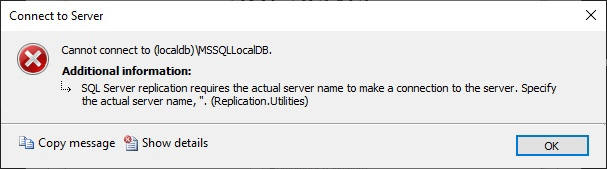 Connect to Server
Cannot connect to (localdb)\MSSQLLocalDB.
Additional information:
SQL Server replication requires the actual server name to make a connection to the server. Specify
the actual server name, ''. (Replication.Utilities)
Copy message
Show details
OK